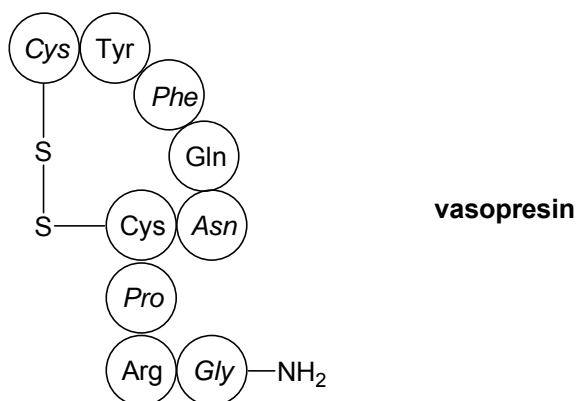 Cys Tyr
Phe
S Gln
S Cys Asn vasopresin
Pro
Arg Gly NH2